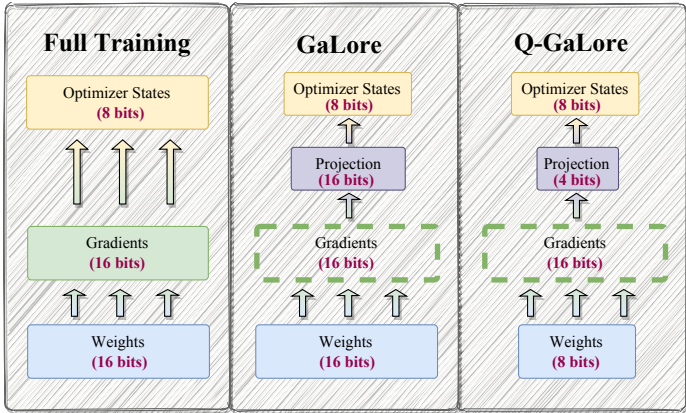 Full Training
Optimizer States
(8 bits)
Gradients
(16 bits)
Weights
(16 bits)
GaLore
Optimizer States
(8 bits)
Projection
(16 bits)
Gradients
(16 bits)
Weights
(16 bits)
Q-GaLore
Optimizer States
(8 bits)
Projection
(4 bits)
Gradients
(16 bits)
Weights
(8 bits)